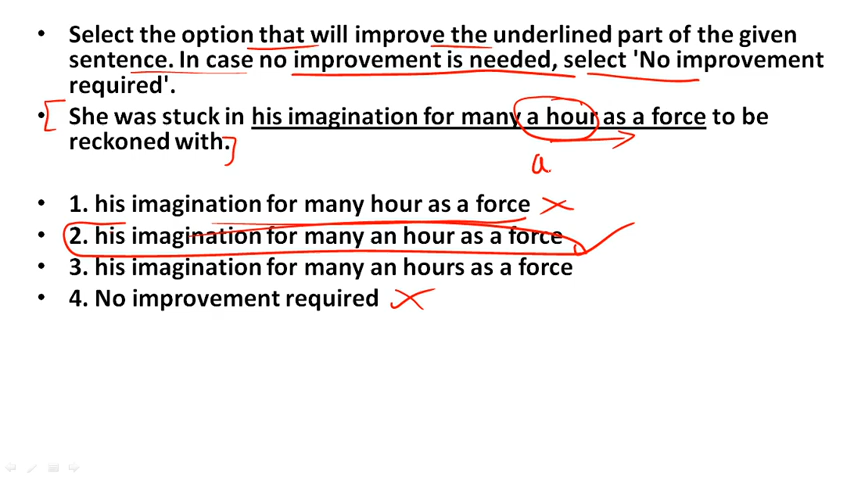 • Select the option that will improve the underlined part of the given
sentence. In case no improvement is needed, select 'No improvement
required'.
• She was stuck in his imagination for many a hour as a force to be
reckoned with.
a
• 1. his imagination for many hour as a force
• 2. his imagination for many an hour as a force
• 3. his imagination for many an hours as a force
• 4. No improvement required